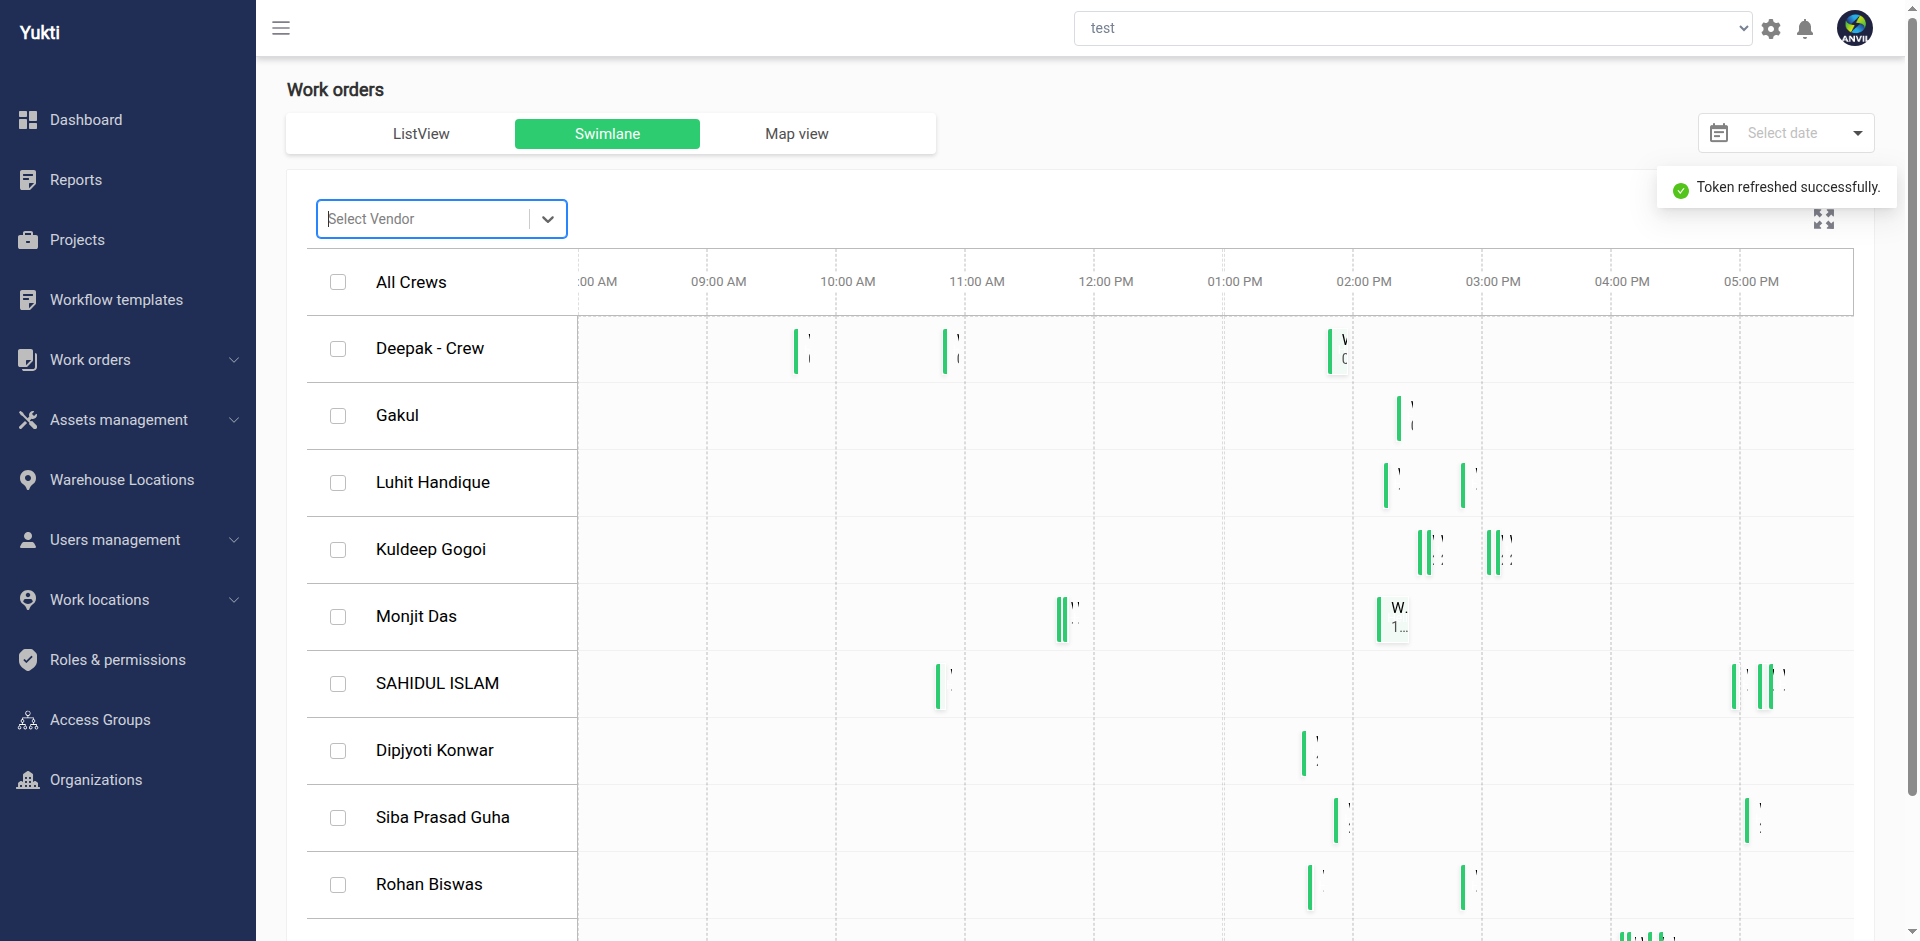 Yukti
test
ANVIL
Dashboard
Reports
Projects
Workflow templates
Work orders
Assets management
Warehouse Locations
Users management
Work locations
Roles & permissions
Access Groups
Organizations
Work orders
ListView Swimlane Map view
Select date
Token refreshed successfully.
Select Vendor
All Crews :00 AM 09:00 AM 10:00 AM 11:00 AM 12:00 PM 01:00 PM 02:00 PM 03:00 PM 04:00 PM 05:00 PM
Deepak - Crew
Gakul
Luhit Handique
Kuldeep Gogoi
Monjit Das
W.
1...
SAHIDUL ISLAM
Dipjyoti Konwar
Siba Prasad Guha
Rohan Biswas